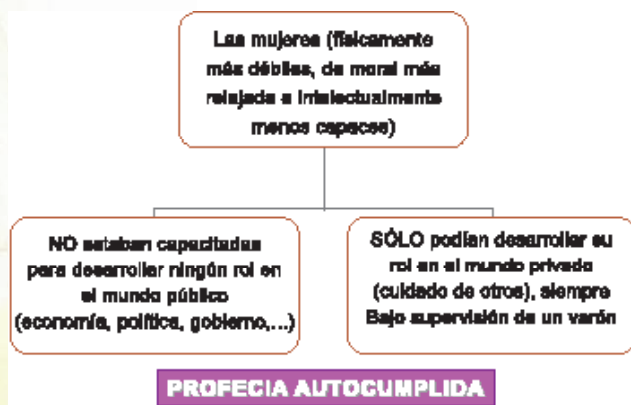 Las mujeres (físicamente
más débiles, de moral más
relajada e intelectualmente
menos capaces)
NO estaban capacitadas
para desarrollar ningún rol en
el mundo público
(economía, política, gobierno,...)
SÓLO podían desarrollar su
rol en el mundo privado
(cuidado de otros), siempre
Bajo supervisión de un varón
PROFECIA AUTOCUMPLIDA